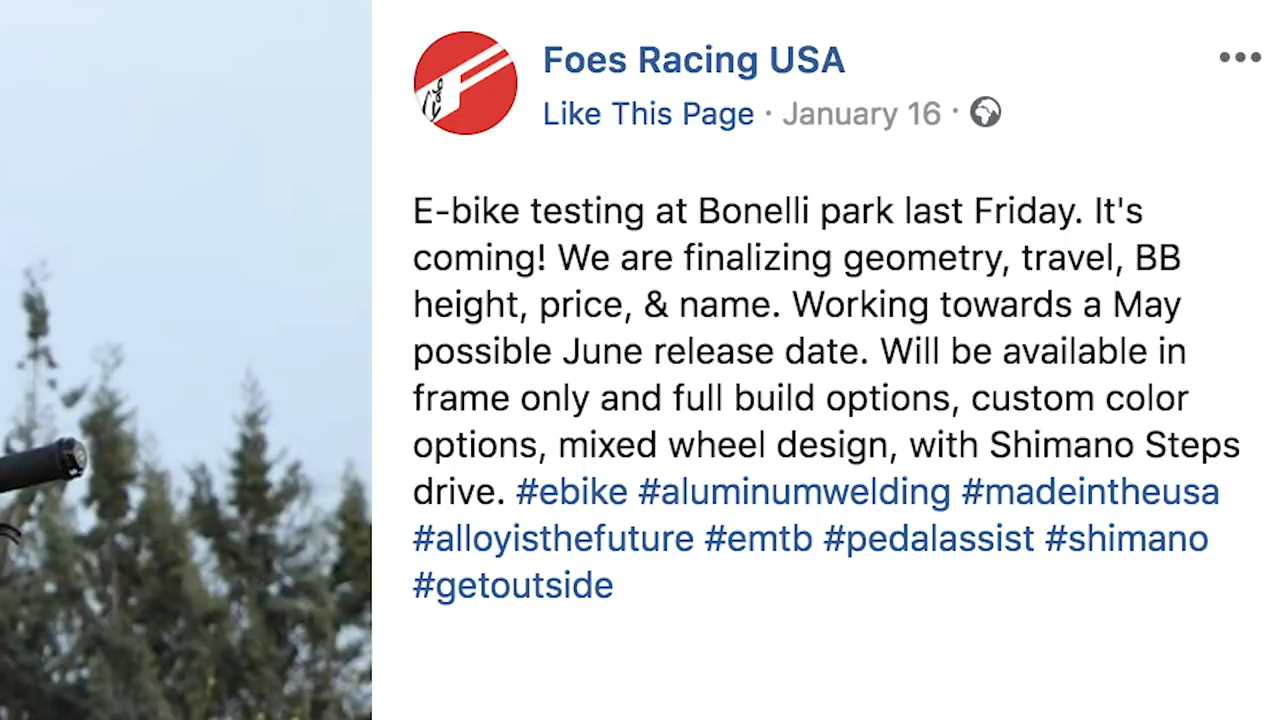 Foes Racing USA
Like This Page · January 16 ·
E-bike testing at Bonelli park last Friday. It's
coming! We are finalizing geometry, travel, BB
height, price, & name. Working towards a May
possible June release date. Will be available in
frame only and full build options, custom color
options, mixed wheel design, with Shimano Steps
drive. #ebike #aluminumwelding #madeintheusa
#alloyisthefuture #emtb #pedalassist #shimano
#getoutside